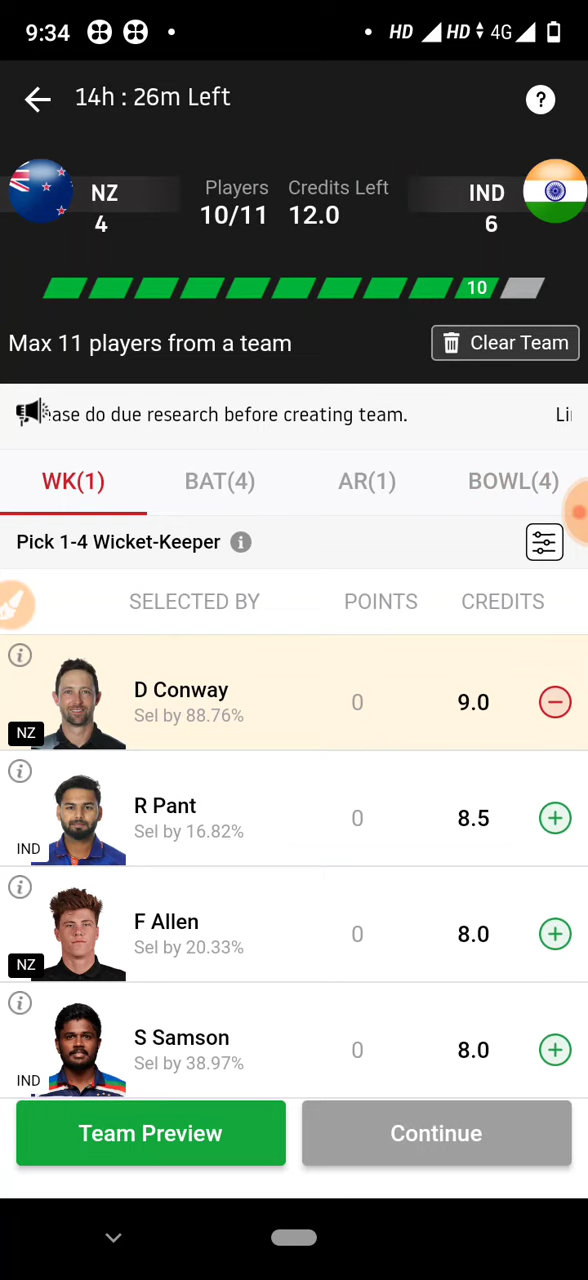 9:34 HD HD 4G
14h : 26m Left ?
Players Credits Left
NZ 10/11 12.0 IND
4 6
10
Max 11 players from a team Clear Team
ase do due research before creating team. Li
WK(1) BAT(4) AR(1) BOWL(4)
Pick 1-4 Wicket-Keeper i
SELECTED BY POINTS CREDITS
i
D Conway 0 9.0
Sel by 88.76%
NZ
i
R Pant 0 8.5
Sel by 16.82%
IND
i
F Allen 0 8.0
Sel by 20.33%
NZ
i
S Samson 0 8.0
Sel by 38.97%
IND
Team Preview Continue